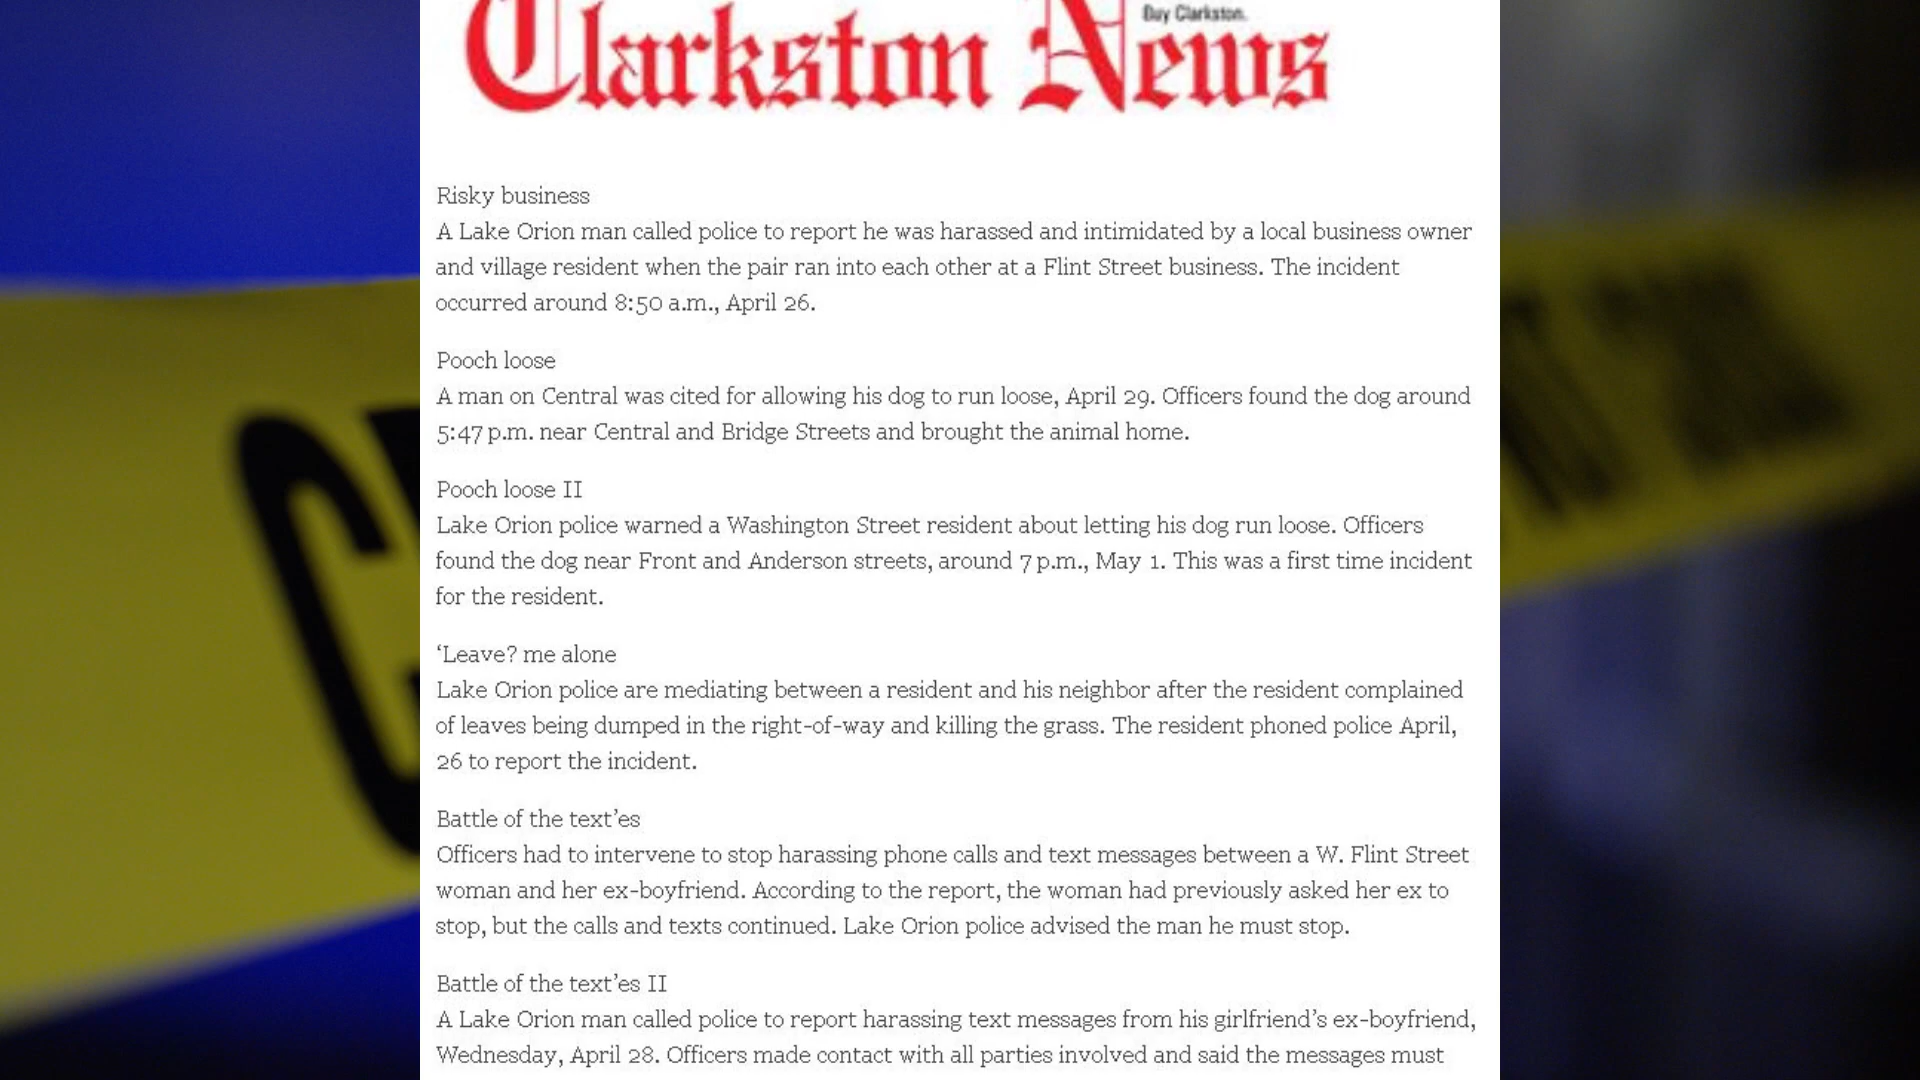 Clarkston News
Buy Clarkston.
Risky business
A Lake Orion man called police to report he was harassed and intimidated by a local business owner
and village resident when the pair ran into each other at a Flint Street business. The incident
occurred around 8:50 a.m., April 26.
Pooch loose
A man on Central was cited for allowing his dog to run loose, April 29. Officers found the dog around
5:47 p.m. near Central and Bridge Streets and brought the animal home.
Pooch loose II
Lake Orion police warned a Washington Street resident about letting his dog run loose. Officers
found the dog near Front and Anderson streets, around 7 p.m., May 1. This was a first time incident
for the resident.
‘Leave? me alone
Lake Orion police are mediating between a resident and his neighbor after the resident complained
of leaves being dumped in the right-of-way and killing the grass. The resident phoned police April,
26 to report the incident.
Battle of the text’es
Officers had to intervene to stop harassing phone calls and text messages between a W. Flint Street
woman and her ex-boyfriend. According to the report, the woman had previously asked her ex to
stop, but the calls and texts continued. Lake Orion police advised the man he must stop.
Battle of the text’es II
A Lake Orion man called police to report harassing text messages from his girlfriend’s ex-boyfriend,
Wednesday, April 28. Officers made contact with all parties involved and said the messages must